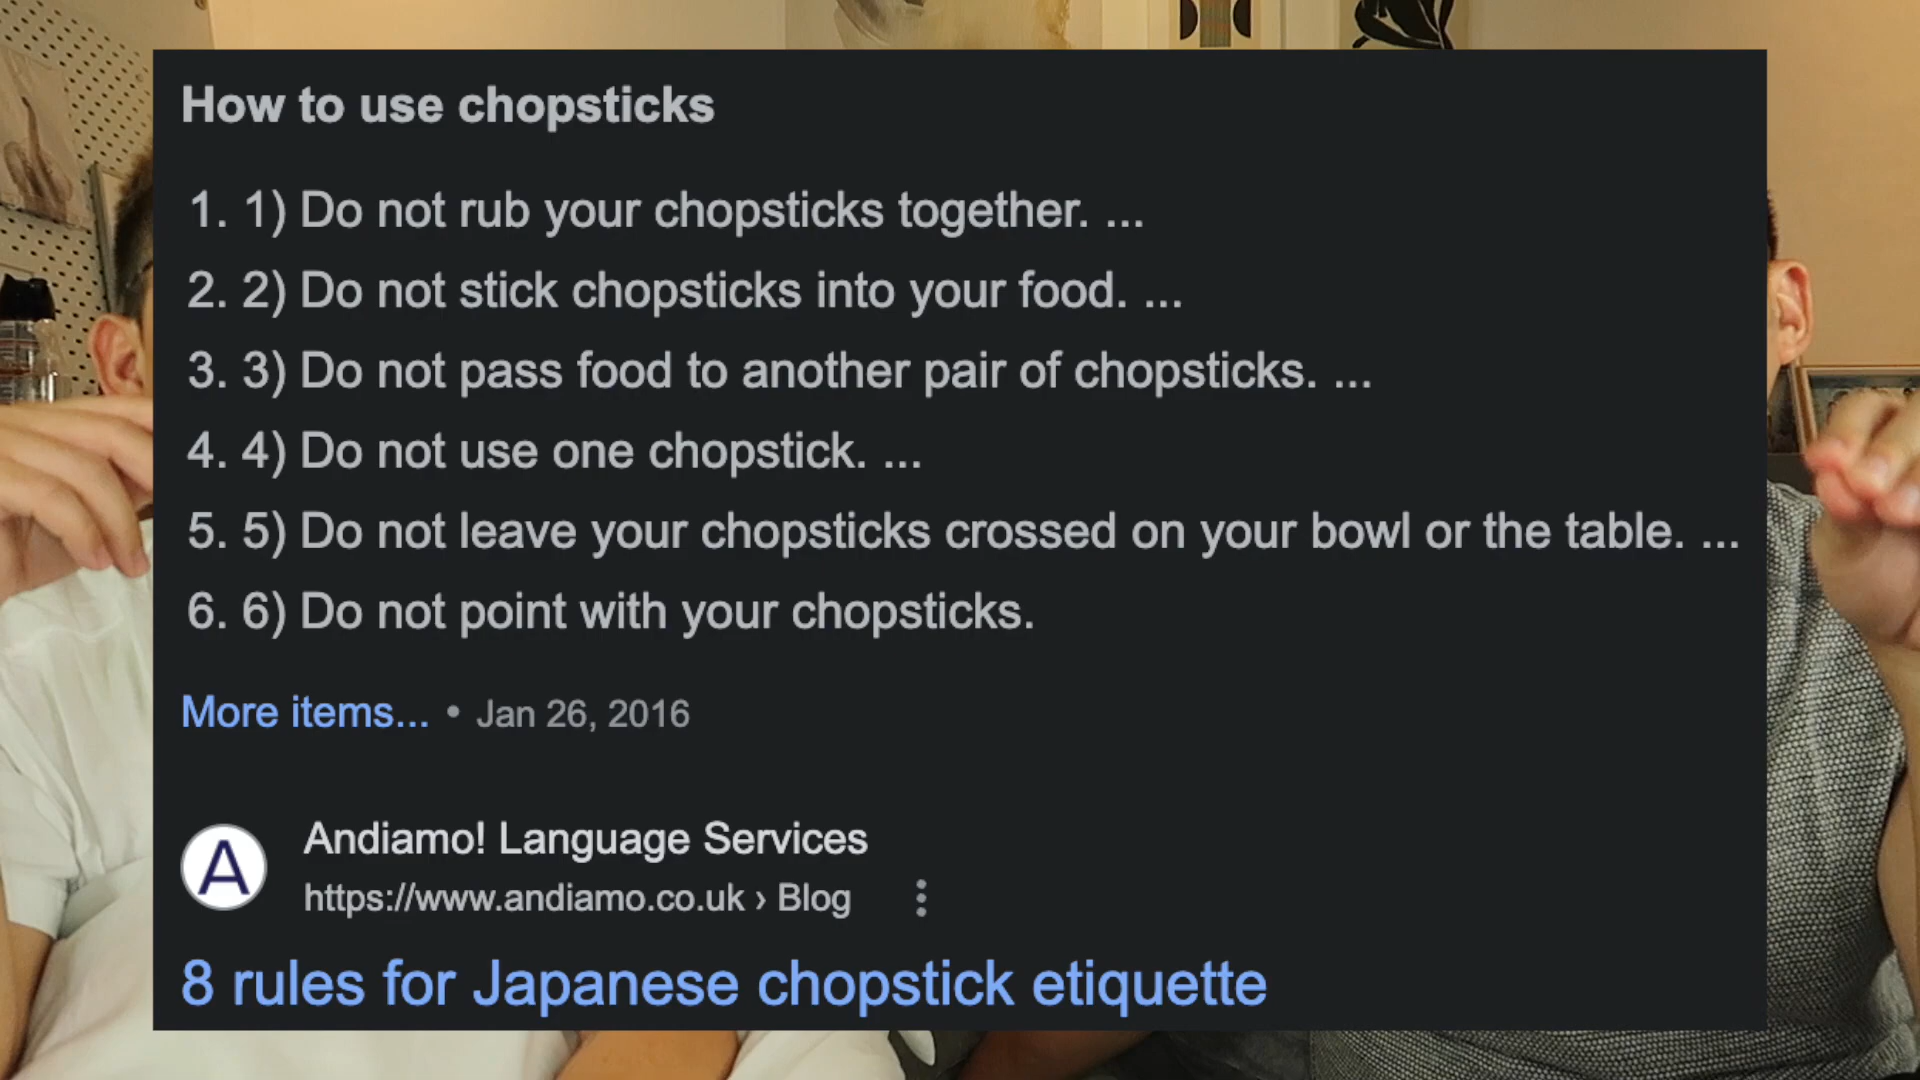 How to use chopsticks
1. 1) Do not rub your chopsticks together. ...
2. 2) Do not stick chopsticks into your food. ...
3. 3) Do not pass food to another pair of chopsticks. ...
4. 4) Do not use one chopstick. ...
5. 5) Do not leave your chopsticks crossed on your bowl or the table. ...
6. 6) Do not point with your chopsticks.
More items... • Jan 26, 2016
A
Andiamo! Language Services
https://www.andiamo.co.uk › Blog
8 rules for Japanese chopstick etiquette